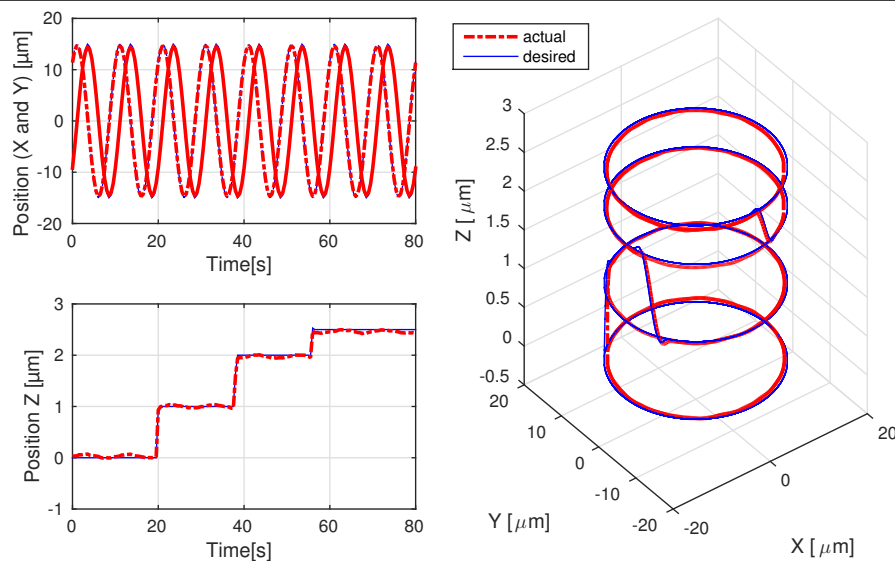 20
10
0
-10
-20
Position (X and Y) [μm]
0 20 40 60 80
Time[s]
3
2
1
0
-1
Position Z [μm]
0 20 40 60 80
Time[s]
actual
desired
3
2.5
2
1.5
1
0.5
0
-0.5
Z [ μm]
20
10
0
-10
-20
Y [ μm]
-20
0
20
X [ μm]